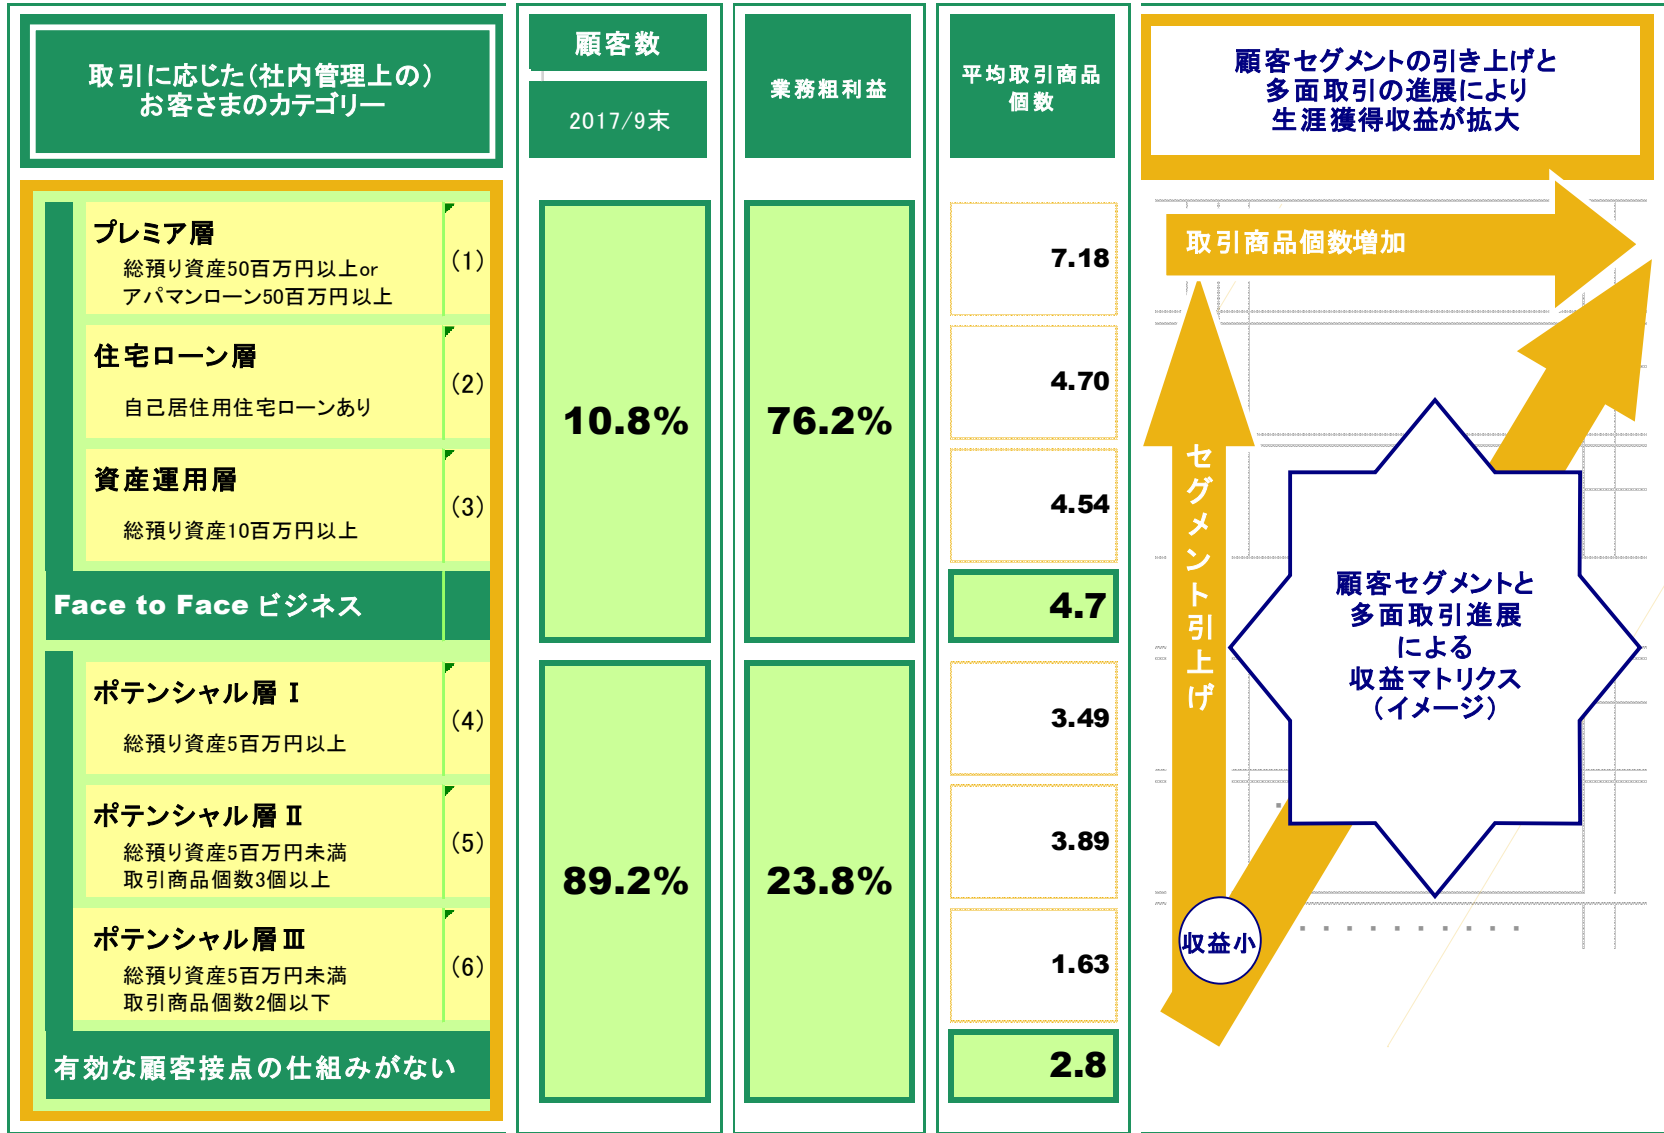 取引に応じた(社内管理上の)
お客さまのカテゴリー
顧客数
2017/9末
業務粗利益
平均取引商品
個数
顧客セグメントの引き上げと
多面取引の進展により
生涯獲得収益が拡大
プレミア層
総預り資産50百万円以上or
アパマンローン50百万円以上
(1)
7.18
住宅ローン層
自己居住用住宅ローンあり
(2)
4.70
資産運用層
総預り資産10百万円以上
(3)
4.54
Face to Face ビジネス
10.8%
76.2%
4.7
ポテンシャル層Ⅰ
総預り資産5百万円以上
(4)
3.49
ポテンシャル層Ⅱ
総預り資産5百万円未満
取引商品個数3個以上
(5)
3.89
ポテンシャル層Ⅲ
総預り資産5百万円未満
取引商品個数2個以下
(6)
1.63
有効な顧客接点の仕組みがない
89.2%
23.8%
2.8
取引商品個数増加
セグメント引上げ
顧客セグメントと
多面取引進展
による
収益マトリクス
(イメージ)
収益小